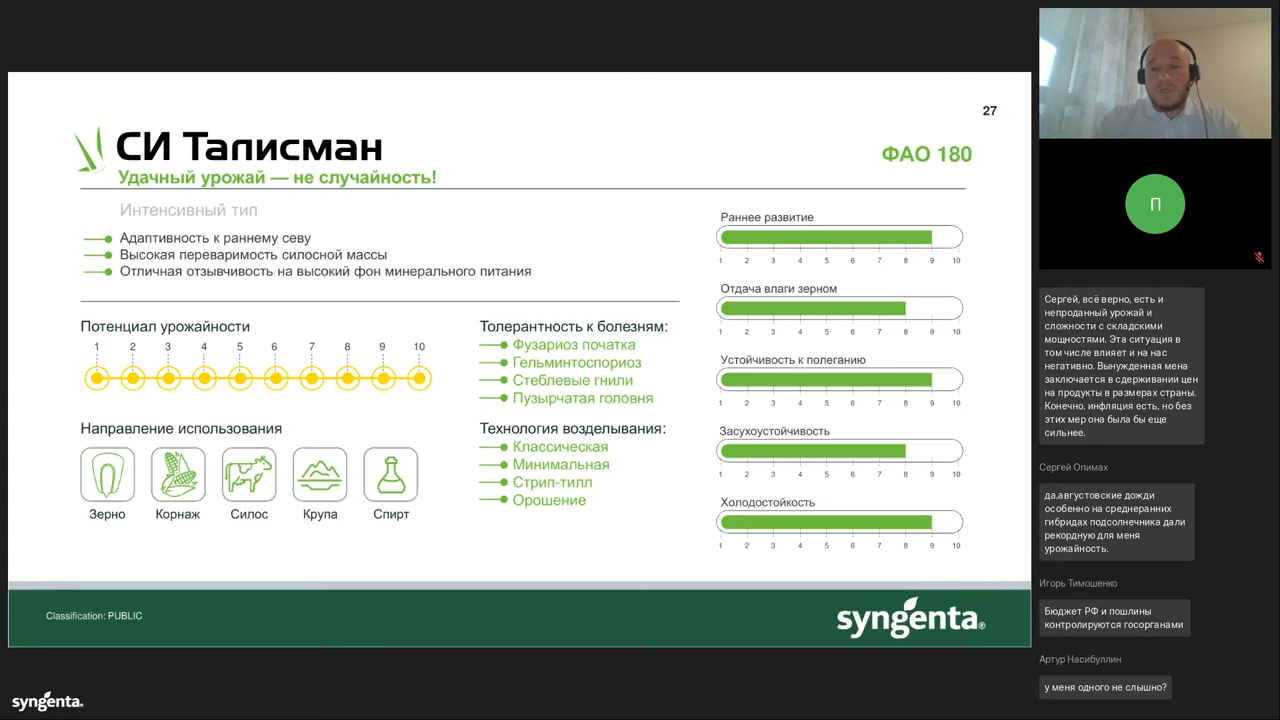 27
СИ Талисман
Удачный урожай — не случайность!
ФАО 180
Интенсивный тип
Адаптивность к раннему севу
Высокая переваримость силосной массы
Отличная отзывчивость на высокий фон минерального питания
Потенциал урожайности
1 2 3 4 5 6 7 8 9 10
Направление использования
Зерно Корнаж Силос Крупа Спирт
Толерантность к болезням:
Фузариоз початка
Гельминтоспориоз
Стеблевые гнили
Пузырчатая головня
Технология возделывания:
Классическая
Минимальная
Стрип-тилл
Орошение
Раннее развитие
1 2 3 4 5 6 7 8 9 10
Отдача влаги зерном
1 2 3 4 5 6 7 8 9 10
Устойчивость к полеганию
1 2 3 4 5 6 7 8 9 10
Засухоустойчивость
1 2 3 4 5 6 7 8 9 10
Холодостойкость
1 2 3 4 5 6 7 8 9 10
Classification: PUBLIC
syngenta®
syngenta.
П
Сергей, всё верно, есть и
непроданный урожай и
сложности с складскими
мощностями. Эта ситуация в
том числе влияет и на нас
негативно. Вынужденная мена
заключается в сдерживании цен
на продукты в размерах страны.
Конечно, инфляция есть, но без
этих мер она была бы еще
сильнее.
Сергей Опимах
да,августовские дожди
особенно на среднеранних
гибридах подсолнечника дали
рекордную для меня
урожайность.
Игорь Тимошенко
Бюджет РФ и пошлины
контролируются госорганами
Артур Насибуллин
у меня одного не слышно?